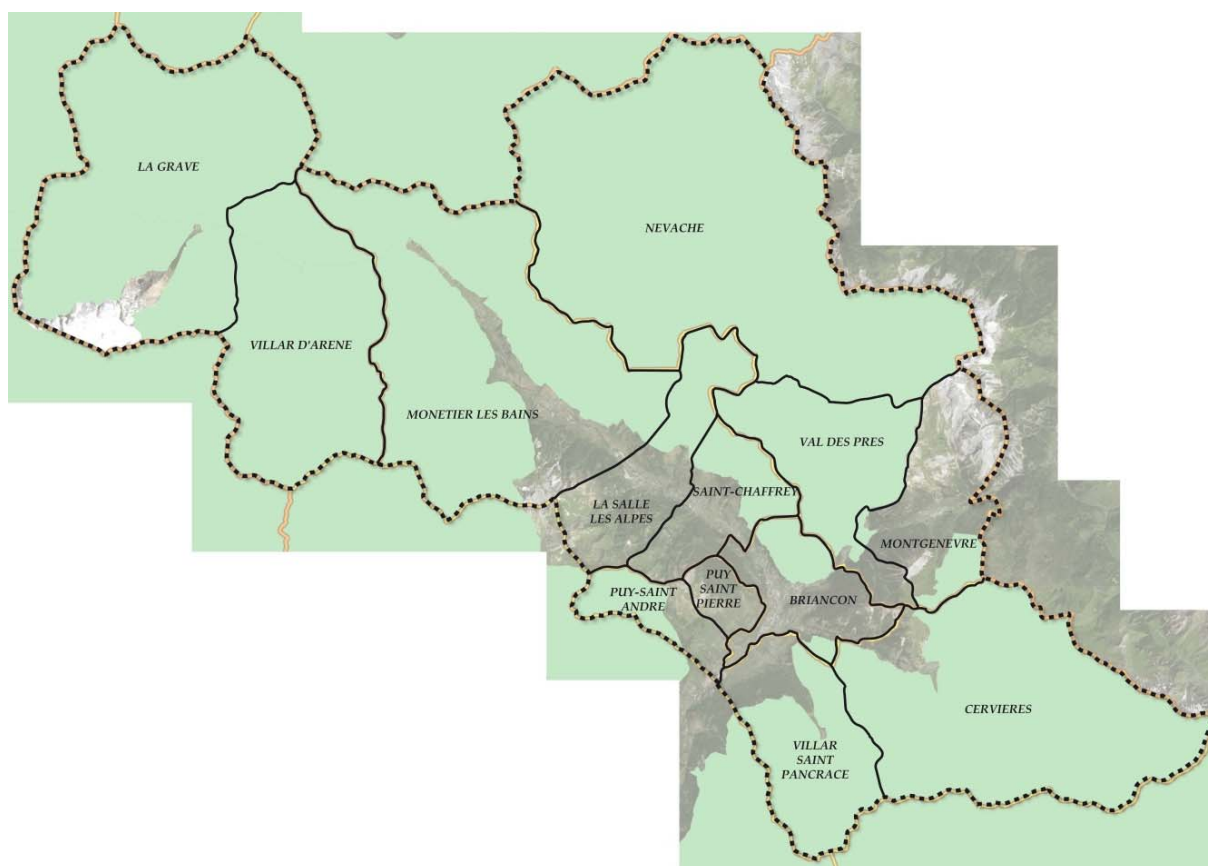 LA GRAVE
NEVACHE
VILLAR D'ARENE
MONETIER LES BAINS
VAL DES PRES
SAINT-CHAFFREY
LA SALLE
LES ALPES
MONTGENEVRE
PUY
SAINT
PIERRE
PUY-SAINT
ANDRE
BRIANCON
CERVIERES
VILLAR
SAINT
PANCRACE